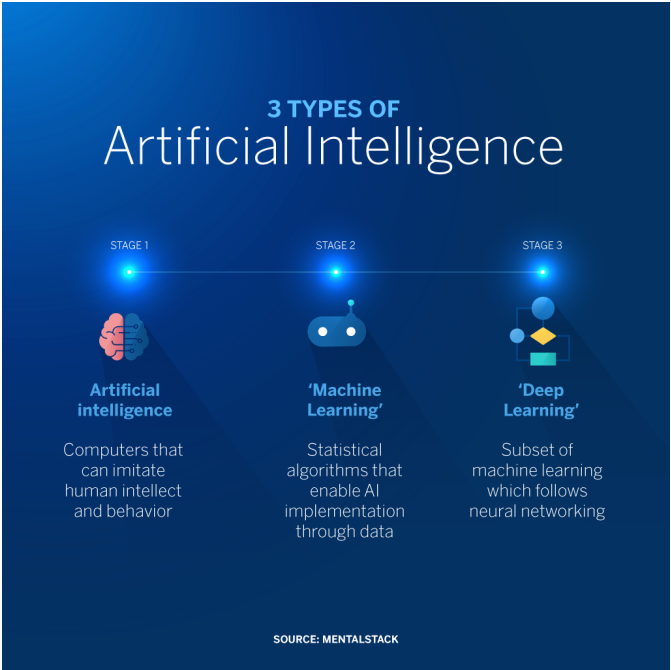 3 TYPES OF
Artificial Intelligence
STAGE 1
STAGE 2
STAGE 3
Artificial
intelligence
Computers that
can imitate
human intellect
and behavior
‘Machine
Learning’
Statistical
algorithms that
enable AI
implementation
through data
‘Deep
Learning’
Subset of
machine learning
which follows
neural networking
SOURCE: MENTALSTACK